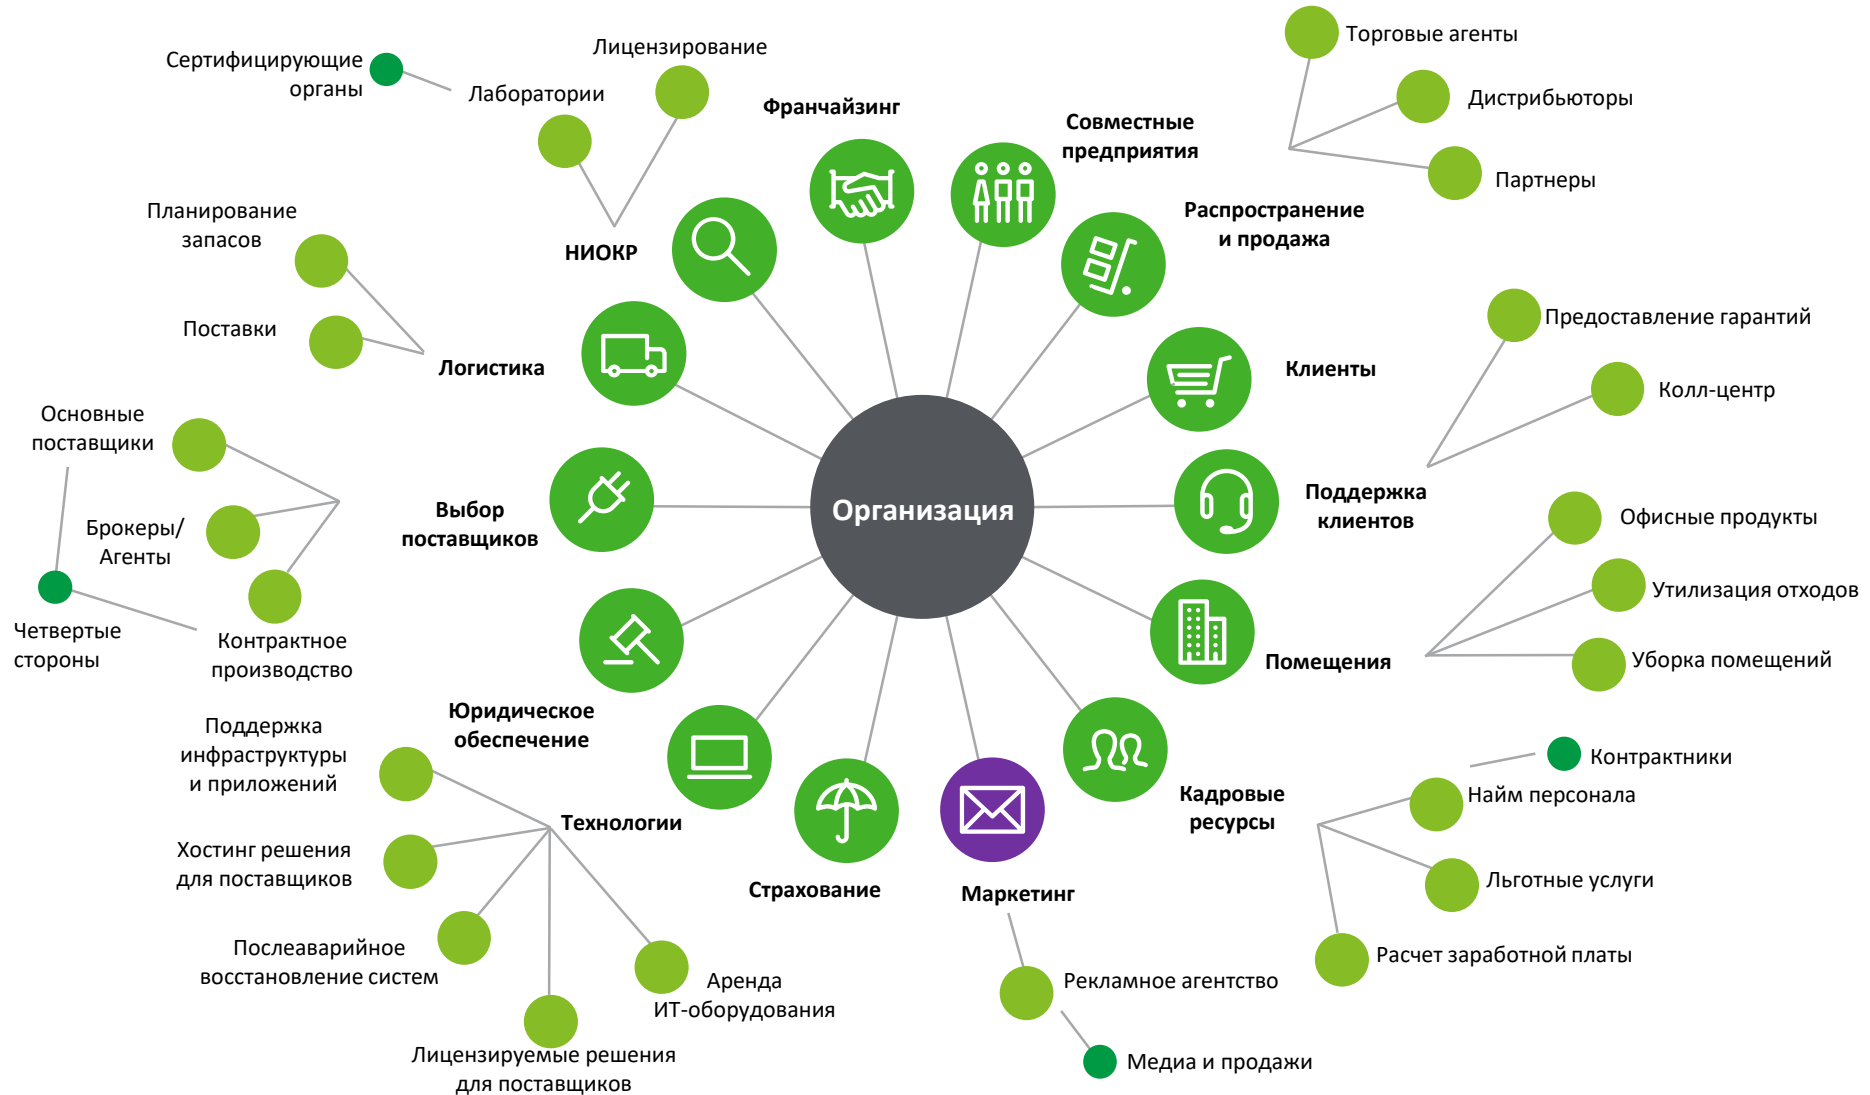 Сертифицирующие
органы
Лицензирование
Лаборатории
Франчайзинг
Совместные
предприятия
Торговые агенты
Дистрибьюторы
Партнеры
Распространение
и продажа
Планирование
запасов
НИОКР
Поставки
Логистика
Клиенты
Предоставление гарантий
Колл-центр
Основные
поставщики
Брокеры/
Агенты
Выбор
поставщиков
Организация
Поддержка
клиентов
Офисные продукты
Утилизация отходов
Уборка помещений
Помещения
Четвертые
стороны
Контрактное
производство
Юридическое
обеспечение
Поддержка
инфраструктуры
и приложений
Технологии
Хостинг решения
для поставщиков
Послеаварийное
восстановление систем
Лицензируемые решения
для поставщиков
Аренда
ИТ-оборудования
Страхование
Маркетинг
Рекламное агентство
Медиа и продажи
Кадровые
ресурсы
Контрактники
Найм персонала
Льготные услуги
Расчет заработной платы